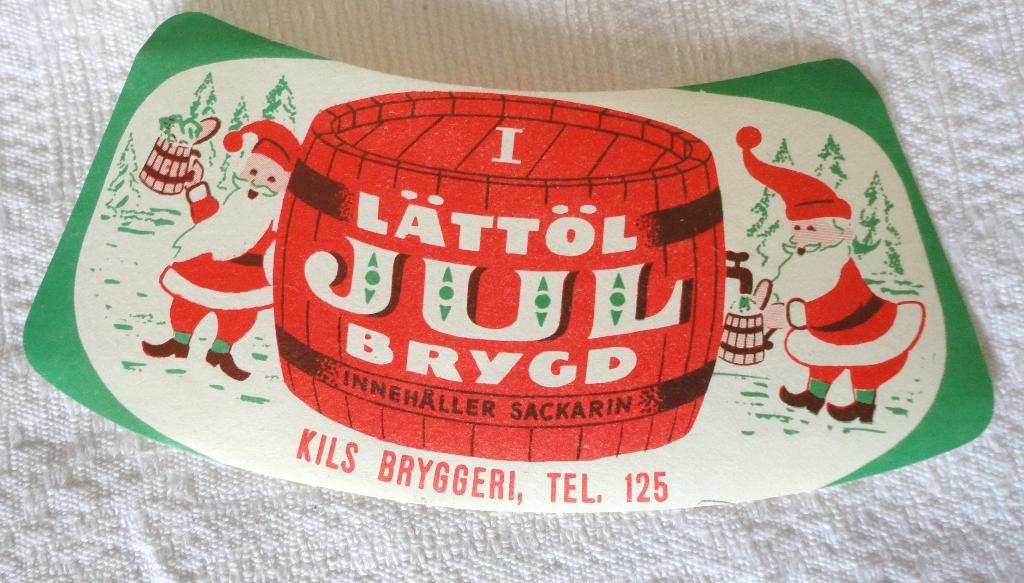 I
LÄTTÖL
JUL
BRYGD
INNEHÅLLER SACKARIN
KILS BRYGGERI, TEL. 125